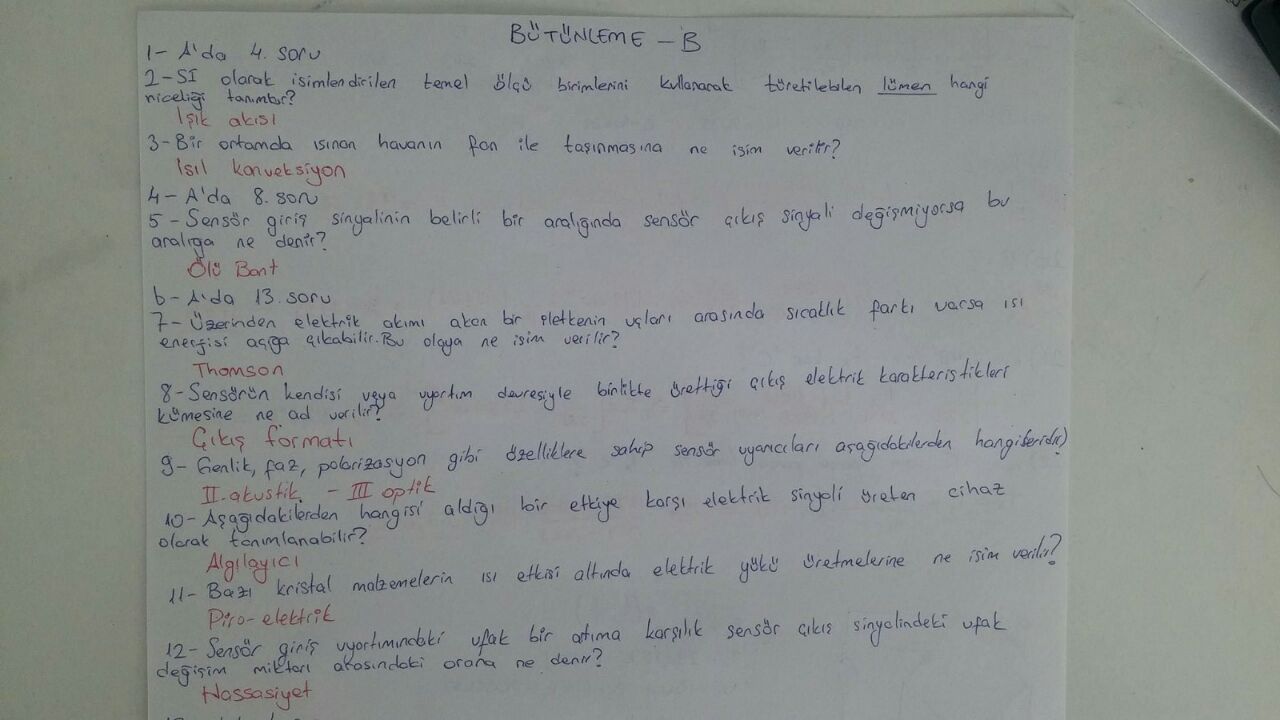 BÜTÜNLEME - B
1- A'da 4. soru
2- SI olarak isimlendirilen temel ölçü birimlerini kullanarak türetilebilen lümen hangi
niceliği tanımlar?
Işık akısı
3- Bir ortamda ısınan havanın fan ile taşınmasına ne isim verilir?
Isıl konveksiyon
4- A'da 8. soru
5- Sensör giriş sinyalinin belirli bir aralığında sensör çıkış sinyali değişmiyorsa bu
aralığa ne denir?
Ölü Bant
6- A'da 13. soru
7- Üzerinden elektrik akımı akan bir iletkenin uçları arasında sıcaklık farkı varsa ısı
energisi açığa çıkabilir. Bu olaya ne isim verilir?
Thomson
8- Sensörün kendisi veya uyartım devresiyle birlikte ürettiği çıkış elektrik karakteristikleri
kümesine ne ad verilir?
Çıkış formatı
9- Genlik, faz, polarizasyon gibi özelliklere sahip sensör uyarıcıları aşağıdakilerden hangileridir?
II. akustik - III optik
10- Aşağıdakilerden hangisi aldığı bir etkiye karşı elektrik sinyali üreten cihaz
olarak tanımlanabilir?
Algılayıcı
11- Bazı kristal malzemelerin ısı etkisi altında elektrik yükü üretmelerine ne isim verilir?
Piro-elektrik
12- Sensör giriş uyartımındaki ufak bir artıma karşılık sensör çıkış sinyalindeki ufak
değişim miktarı arasındaki orana ne denir?
Hassasiyet